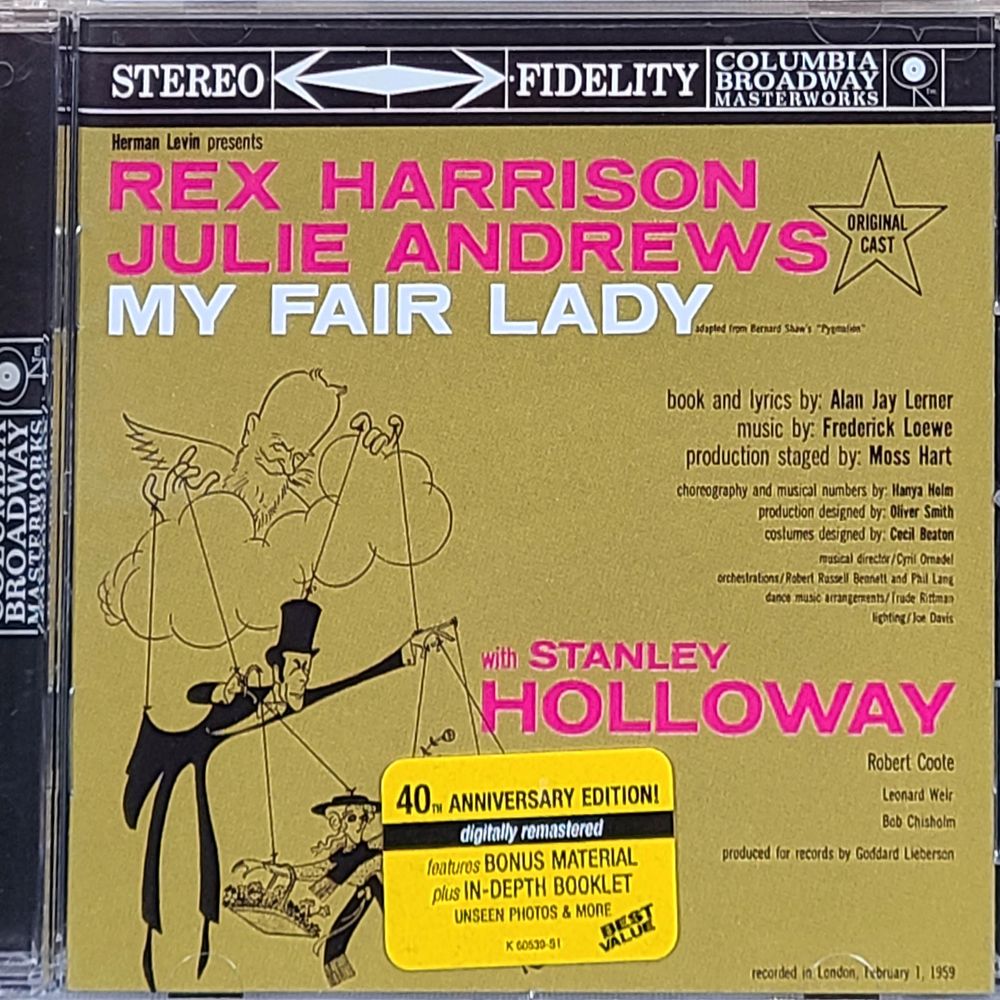 STEREO FIDELITY
COLUMBIA
BROADWAY
MASTERWORKS
Herman Levin presents
REX HARRISON
JULIE ANDREWS
ORIGINAL
CAST
MY FAIR LADY
adapted from Bernard Shaw's "Pygmalion"
book and lyrics by: Alan Jay Lerner
music by: Frederick Loewe
production staged by: Moss Hart
choreography and musical numbers by: Hanya Holm
production designed by: Oliver Smith
costumes designed by: Cecil Beaton
musical director/Cyril Ornadel
orchestrations/Robert Russell Bennett and Phil Lang
dance music arrangements/Trude Rittman
lighting/Joe Davis
with STANLEY
HOLLOWAY
Robert Coote
Leonard Weir
Bob Chisholm
produced for records by Goddard Lieberson
40TH ANNIVERSARY EDITION!
digitally remastered
features BONUS MATERIAL
plus IN-DEPTH BOOKLET
UNSEEN PHOTOS & MORE
BEST
VALUE
K 60539-S1
recorded in London, February 1, 1959
BROADWAY
MASTERWORKS